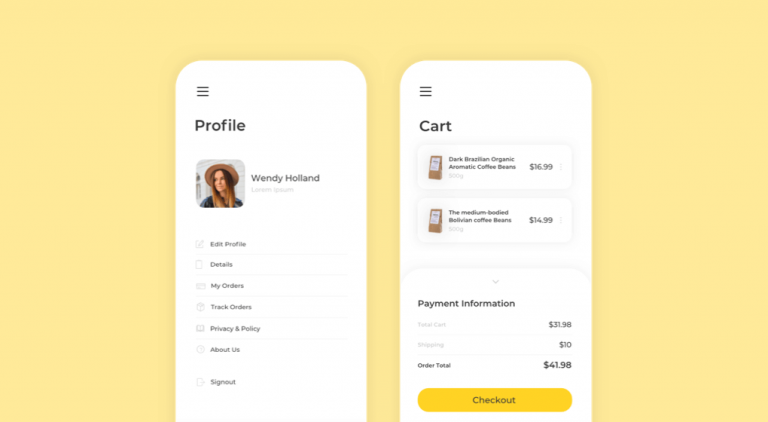 Profile
Wendy Holland
Lorem Ipsum
Edit Profile
Details
My Orders
Track Orders
Privacy & Policy
About Us
Signout
Cart
Dark Brazilian Organic
Aromatic Coffee Beans
$16.99
500g
The medium-bodied
Bolivian coffee Beans
$14.99
500g
Payment Information
Total Cart $31.98
Shipping $10
Order Total $41.98
Checkout